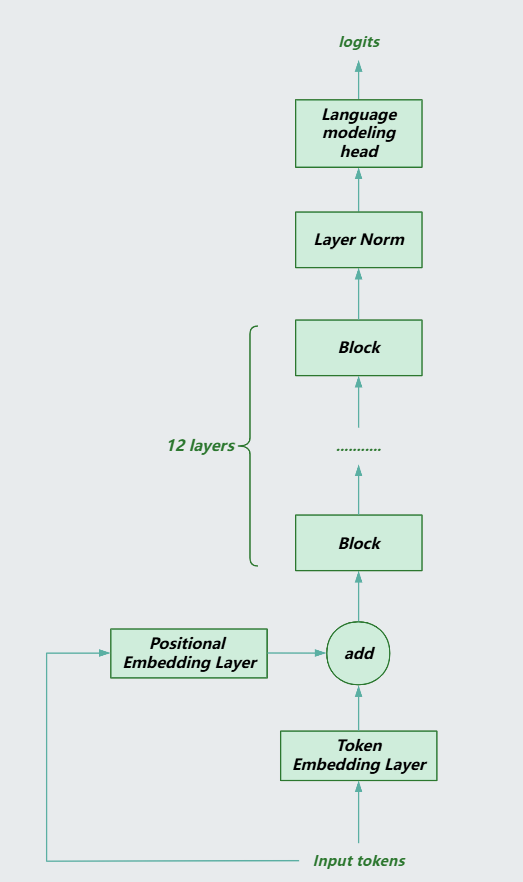 logits
Language
modeling
head
Layer Norm
Block
12 layers
...........
Block
Positional
Embedding Layer
add
Token
Embedding Layer
Input tokens